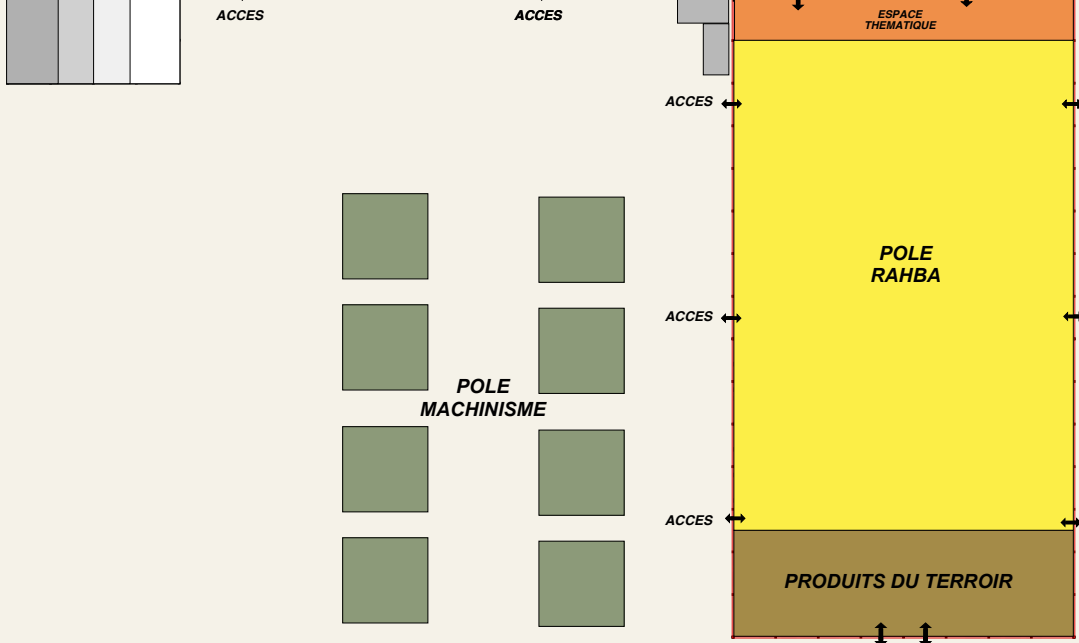 ACCES
ACCES
ESPACE
THEMATIQUE
ACCES
POLE
RAHBA
ACCES
POLE
MACHINISME
ACCES
PRODUITS DU TERROIR